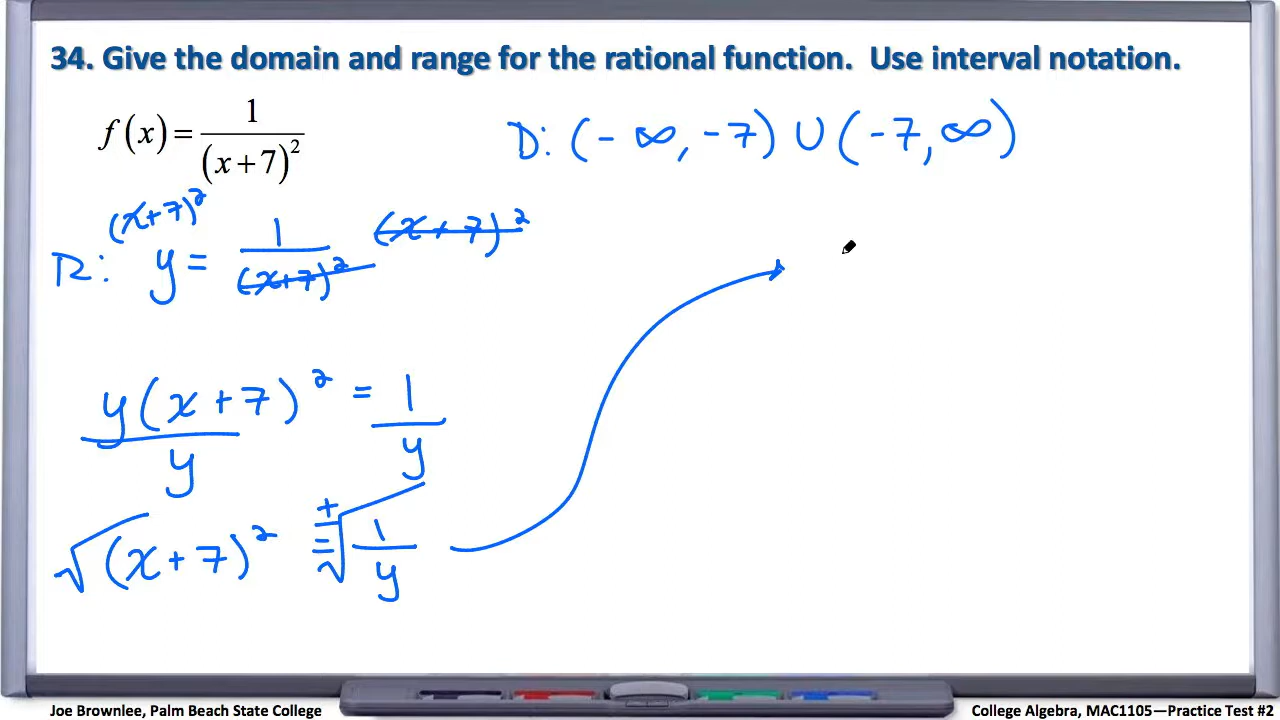 34. Give the domain and range for the rational function.  Use interval notation.
f(x) = 1/(x+7)²
D: (-∞, -7) ∪ (-7, ∞)
(x+7)²
R: y = 1/(x+7)² (x+7)²
y(x+7)²/y = 1/y
√(x+7)² = ±√(1/y)
Joe Brownlee, Palm Beach State College
College Algebra, MAC1105—Practice Test #2